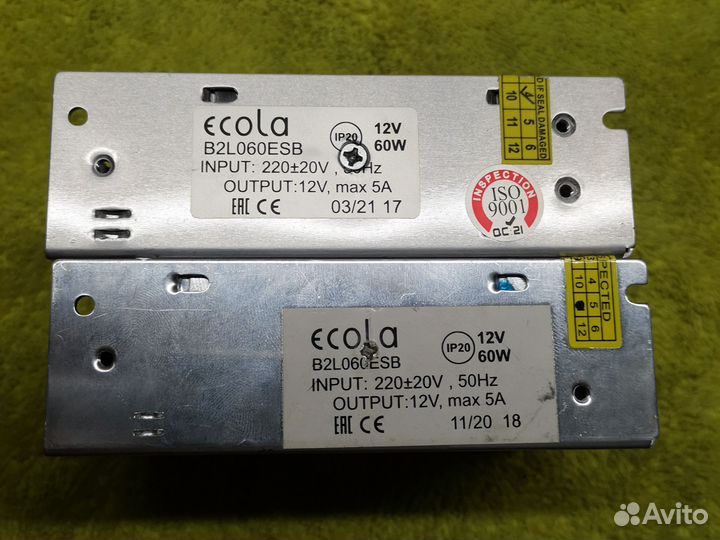 ecola
B2L060ESB
IP20
12V
60W
INPUT: 220±20V , 50Hz
OUTPUT:12V, max 5A
EAC CE
03/21 17
D IF SEAL DAMAGED
4 5 6
10 11 12
INSPECTION
ISO
9001
QC 21
ecola
B2L060ESB
IP20
12V
60W
INPUT: 220±20V , 50Hz
OUTPUT:12V, max 5A
EAC CE
11/20 18
SPECTED
4 5 6
10 12
Avito